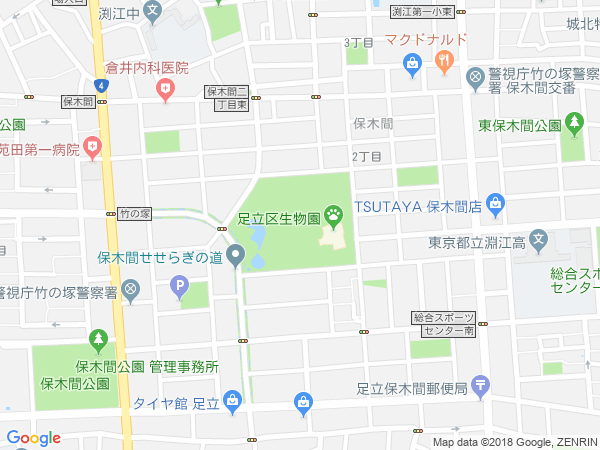 渕江中
渕江第一小東
城北特
3丁目
マクドナルド
倉井内科医院
4
保木間
保木間二
丁目東
警視庁竹の塚警察
署 保木間交番
公園
保木間
東保木間公園
苑田第一病院
2丁目
竹の塚
足立区生物園
TSUTAYA 保木間店
東京都立淵江高
保木間せせらぎの道
警視庁竹の塚警察署
P
総合スポー
センター
総合スポーツ
センター南
保木間公園 管理事務所
保木間公園
足立保木間郵便局
タイヤ館 足立
Google
Map data ©2018 Google, ZENRIN